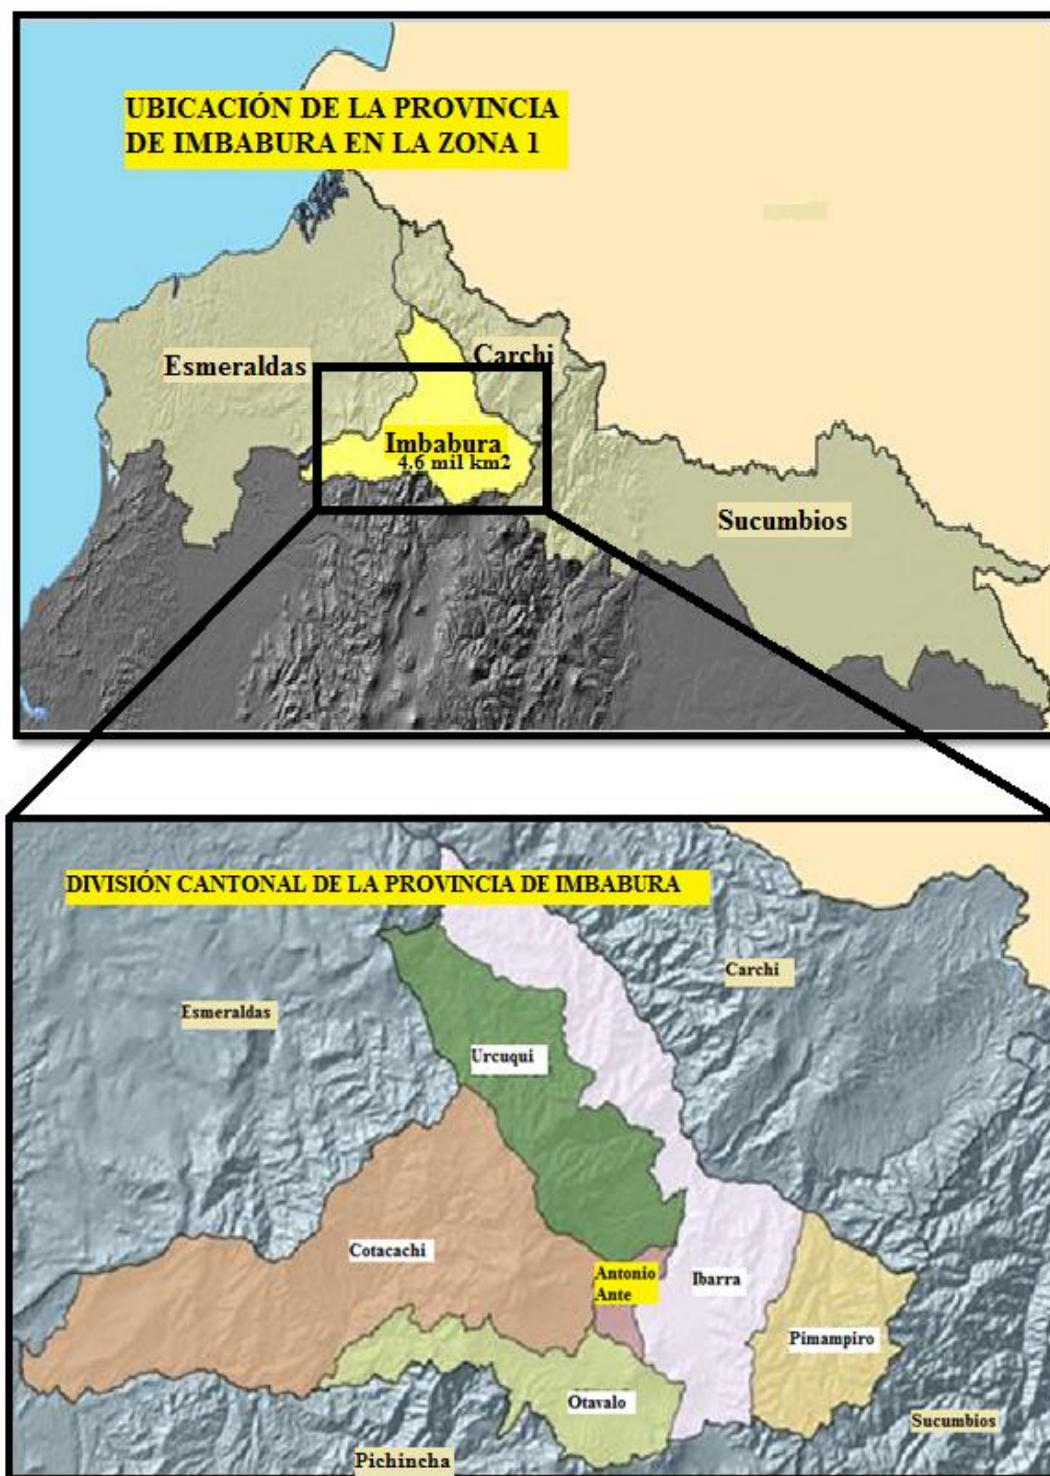 UBICACIÓN DE LA PROVINCIA
DE IMBABURA EN LA ZONA 1
Esmeraldas
Carchi
Imbabura
4.6 mil km2
Sucumbios
DIVISIÓN CANTONAL DE LA PROVINCIA DE IMBABURA
Carchi
Esmeraldas
Urcuqui
Cotacachi
Antonio
Ante
Ibarra
Pimampiro
Otavalo
Sucumbios
Pichincha